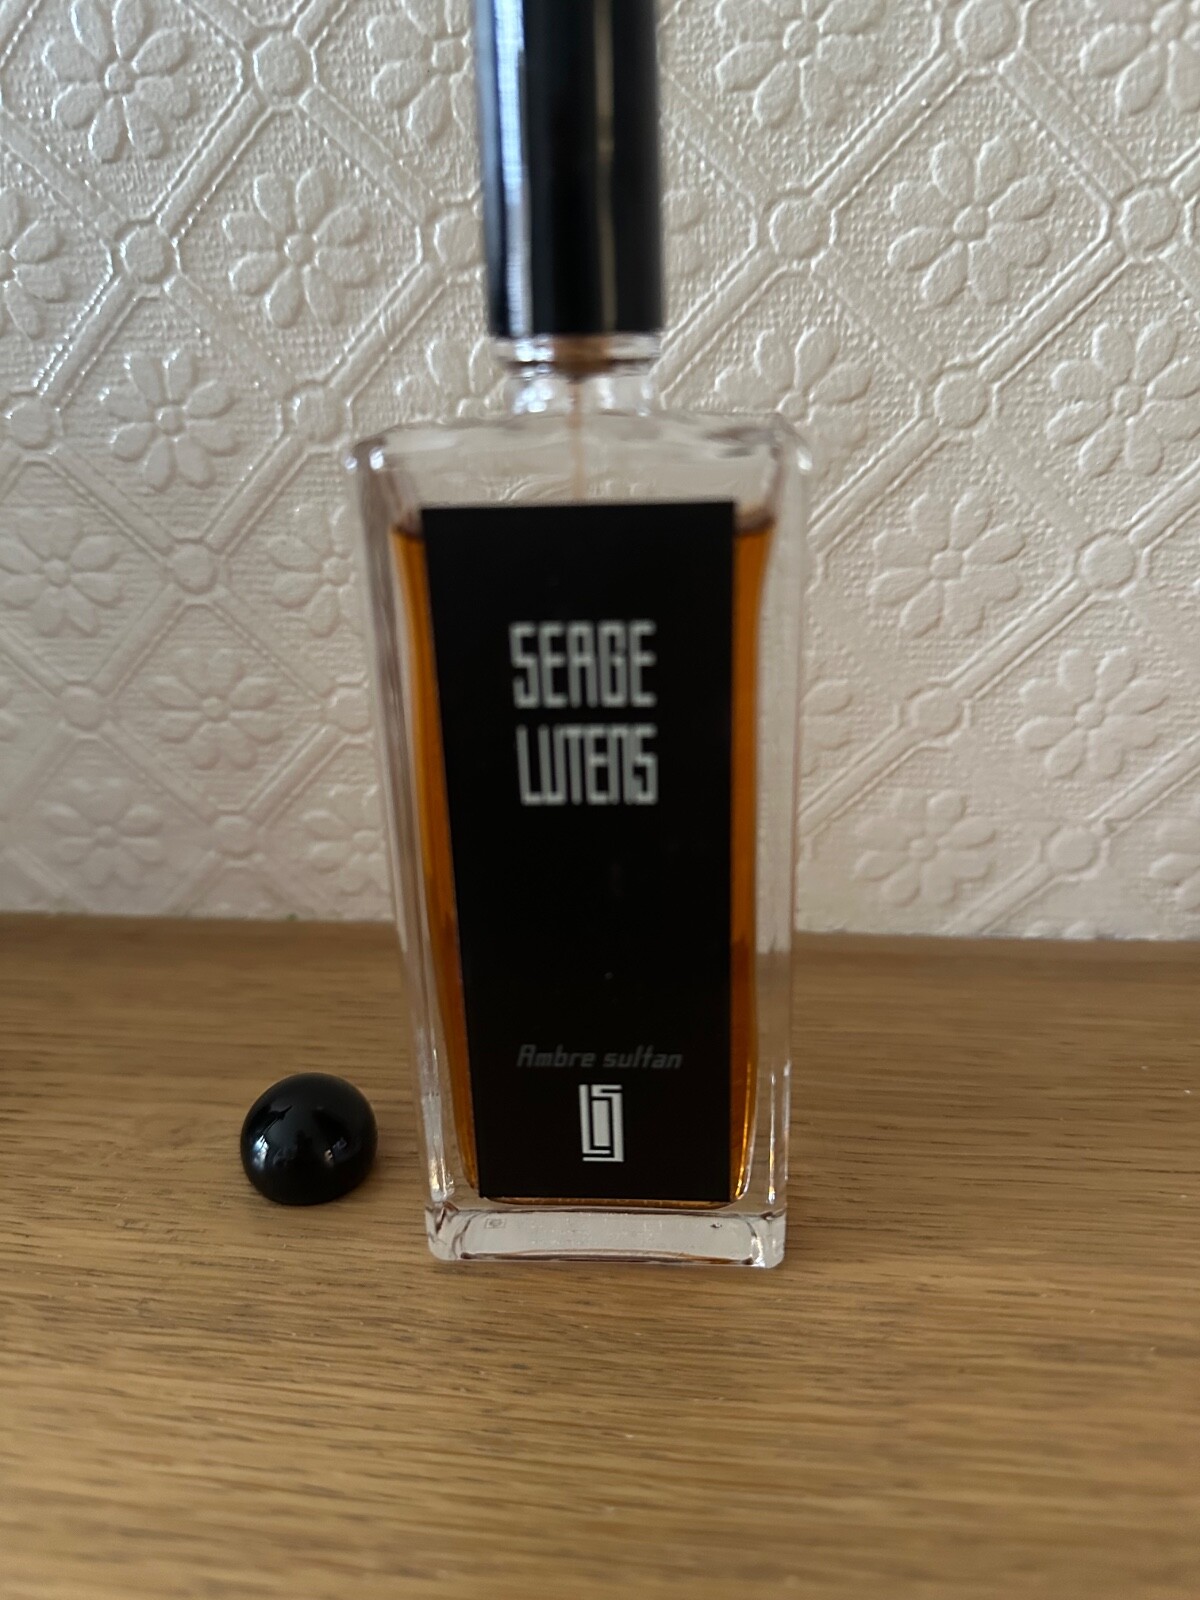 SERGE
LUTENS
Ambre sultan